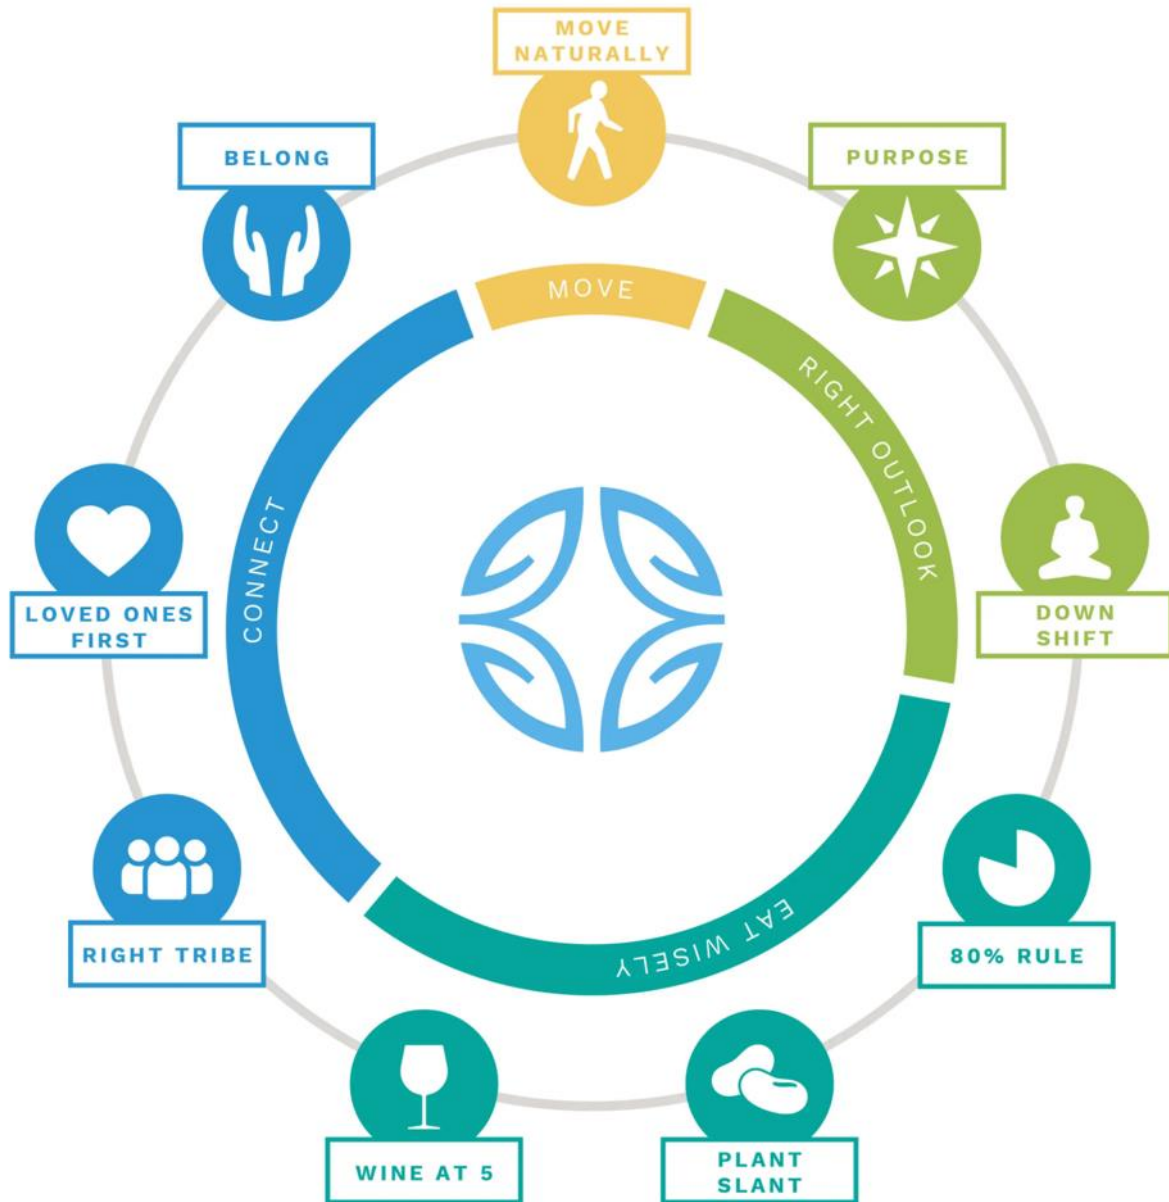 MOVE
NATURALLY
BELONG
PURPOSE
MOVE
RIGHT OUTLOOK
CONNECT
LOVED ONES
FIRST
DOWN
SHIFT
EAT WISELY
RIGHT TRIBE
80% RULE
WINE AT 5
PLANT
SLANT